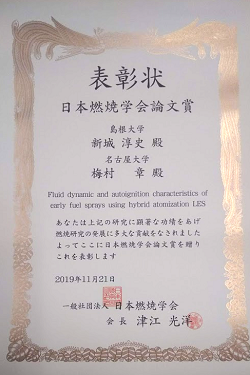 表彰状
日本燃焼学会論文賞
島根大学
新城 淳史 殿
名古屋大学
梅村 章 殿
Fluid dynamic and autoignition characteristics of
early fuel sprays using hybrid atomization LES
あなたは上記の研究に顕著な功績をあげ
燃焼研究の発展に多大な貢献をなされました
よってここに日本燃焼学会論文賞を贈り
これを表彰します
2019年11月21日
一般社団法人 日本燃焼学会
会長 津江 光洋